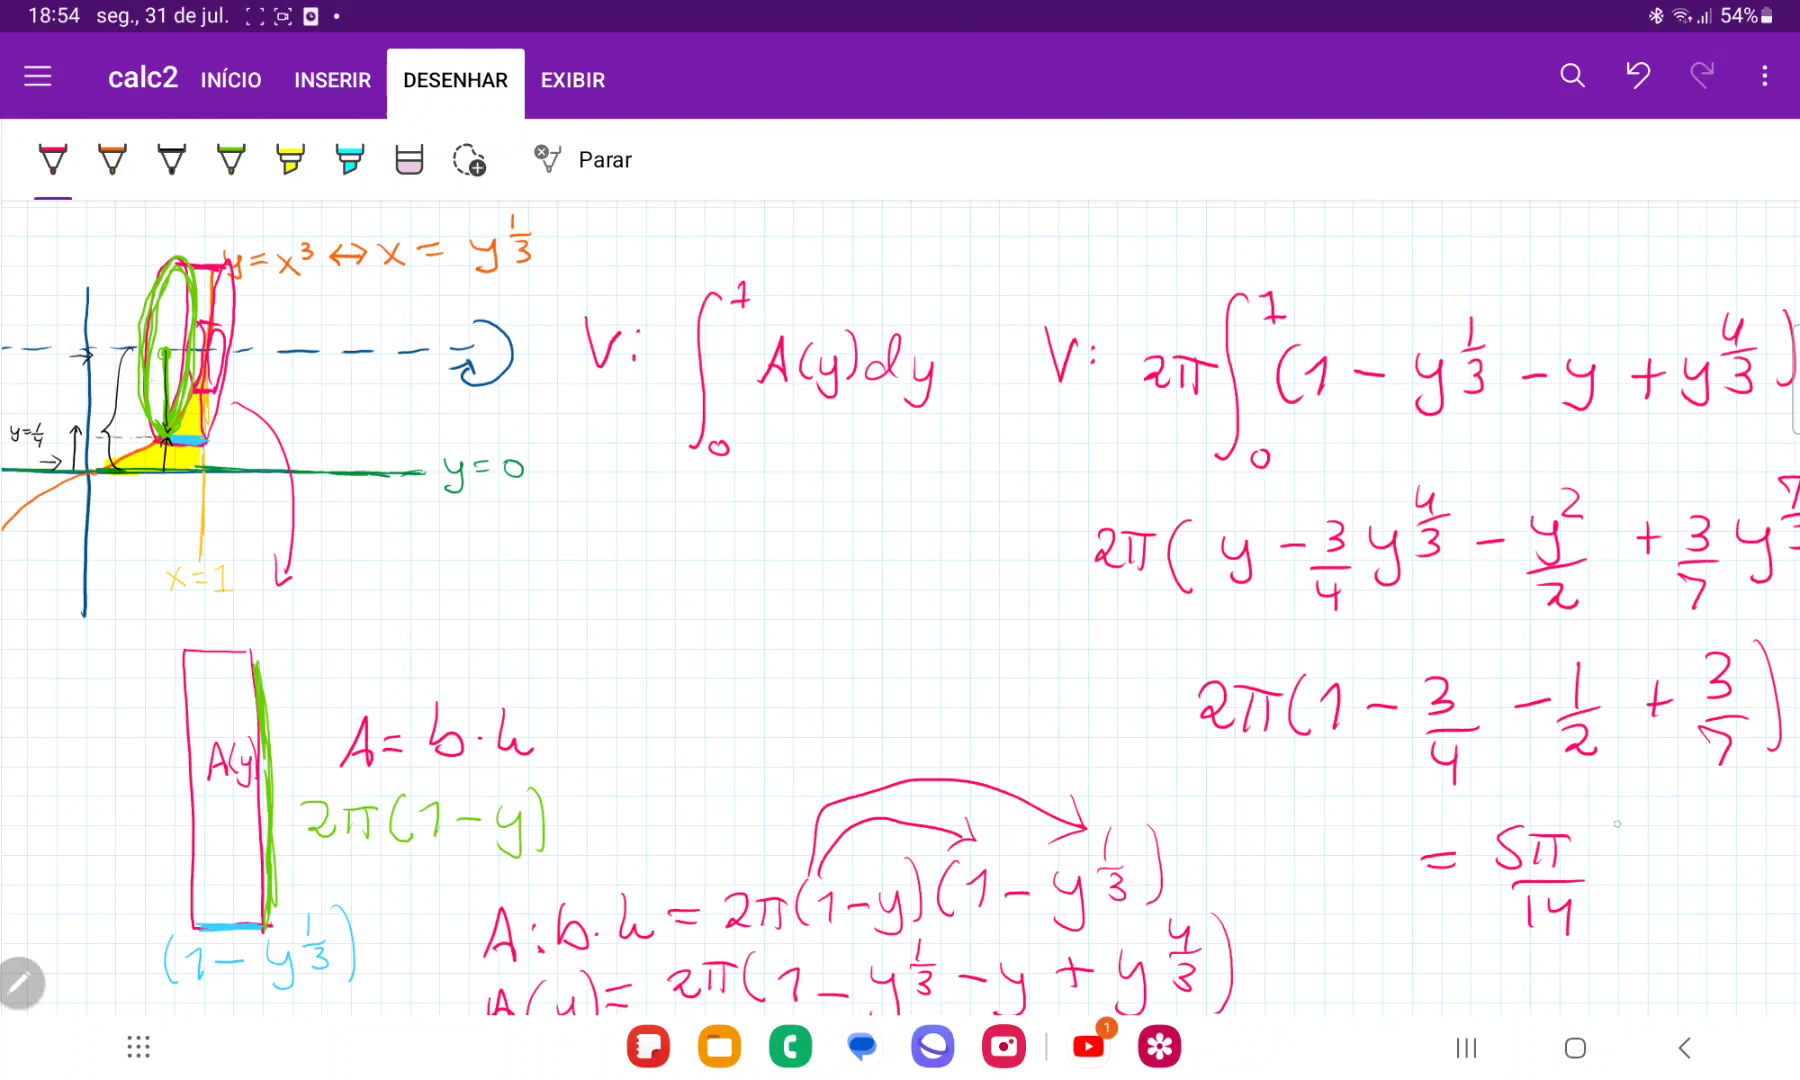 18:54 seg., 31 de jul. 54%
calc2 INÍCIO INSERIR DESENHAR EXIBIR
Parar
y = x³ ↔ x = y^(1/3)
y = 1/4
y = 0
x = 1
V: ∫₀¹ A(y)dy
V: 2π ∫₀¹ (1 − y^(1/3) − y + y^(4/3))
2π( y − 3/4 y^(4/3) − y²/2 + 3/7 y^(7/3)
2π(1 − 3/4 − 1/2 + 3/7)
= 5π/14
A(y)
A = b·h
2π(1−y)
(1 − y^(1/3))
A: b·h = 2π(1−y)(1 − y^(1/3))
A(y) = 2π(1 − y^(1/3) − y + y^(4/3))
1